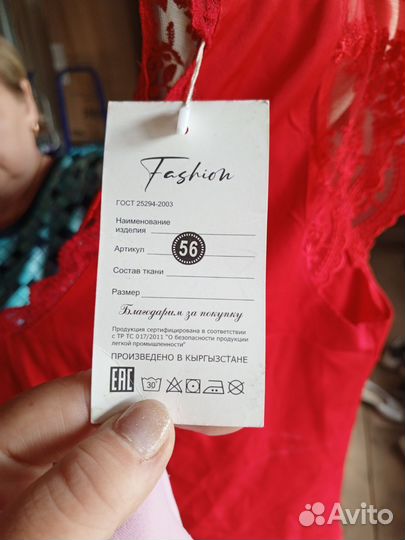 Fashion
ГОСТ 25294-2003
Наименование
изделия
Артикул
56
Состав ткани
Размер
Благодарим за покупку
Продукция сертифицирована в соответствии
с ТР ТС 017/2011 "О безопасности продукции
легкой промышленности"
ПРОИЗВЕДЕНО В КЫРГЫЗСТАНЕ
EAC 30°
Avito